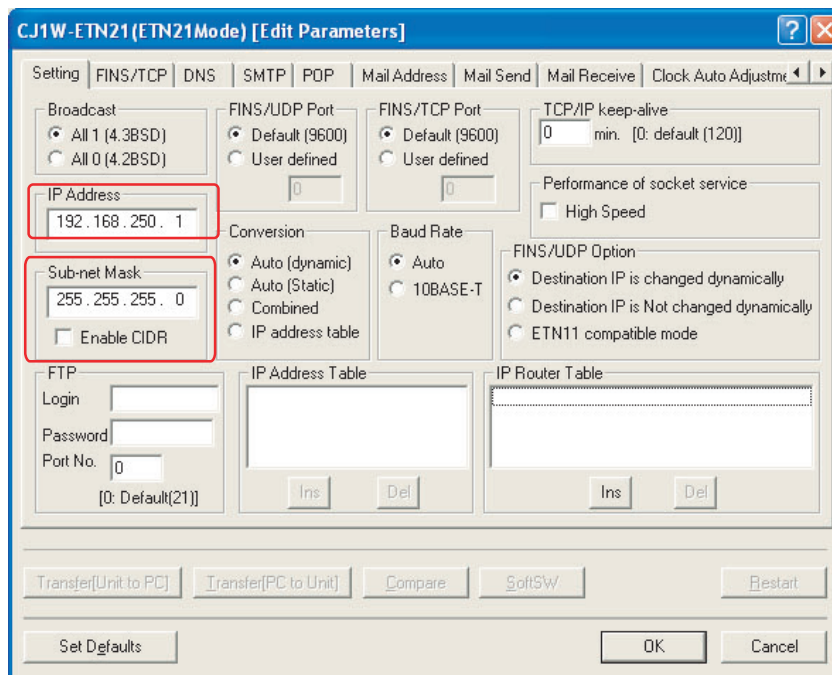 CJ1W-ETN21(ETN21Mode) [Edit Parameters]
Setting FINS/TCP DNS SMTP POP Mail Address Mail Send Mail Receive Clock Auto Adjustme
Broadcast
All 1 (4.3BSD)
All 0 (4.2BSD)
FINS/UDP Port
Default (9600)
User defined
0
FINS/TCP Port
Default (9600)
User defined
0
TCP/IP keep-alive
0 min. [0: default (120)]
IP Address
192 . 168 . 250 . 1
Performance of socket service
High Speed
Sub-net Mask
255 . 255 . 255 . 0
Enable CIDR
Conversion
Auto (dynamic)
Auto (Static)
Combined
IP address table
Baud Rate
Auto
10BASE-T
FINS/UDP Option
Destination IP is changed dynamically
Destination IP is Not changed dynamically
ETN11 compatible mode
FTP
Login
Password
Port No. 0
[0: Default(21)]
IP Address Table
Ins Del
IP Router Table
Ins Del
Transfer[Unit to PC] Transfer[PC to Unit] Compare SoftSW Restart
Set Defaults OK Cancel